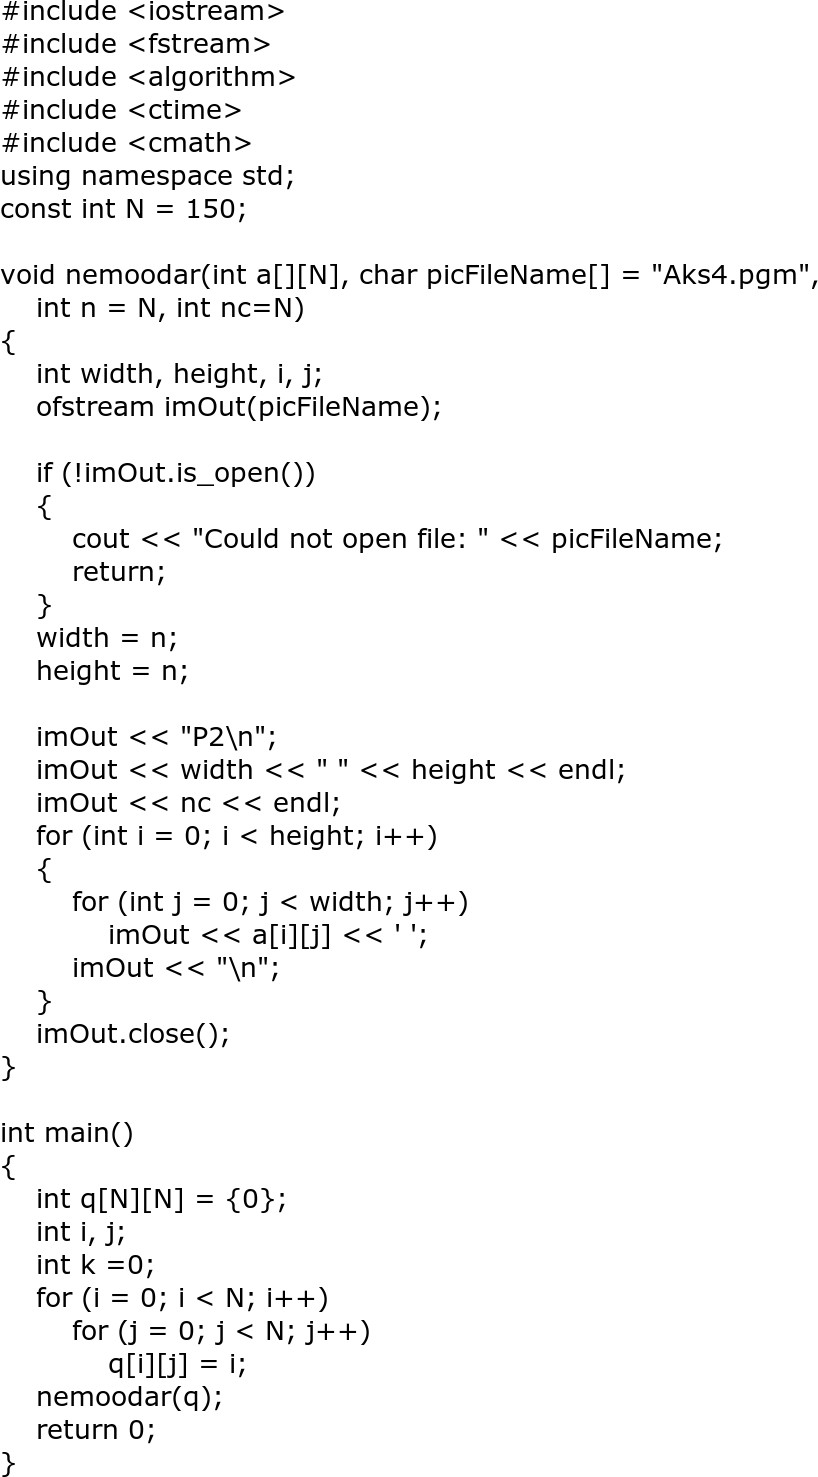 #include <iostream>
#include <fstream>
#include <algorithm>
#include <ctime>
#include <cmath>
using namespace std;
const int N = 150;

void nemoodar(int a[][N], char picFileName[] = "Aks4.pgm",
    int n = N, int nc=N)
{
    int width, height, i, j;
    ofstream imOut(picFileName);

    if (!imOut.is_open())
    {
        cout << "Could not open file: " << picFileName;
        return;
    }
    width = n;
    height = n;

    imOut << "P2\n";
    imOut << width << " " << height << endl;
    imOut << nc << endl;
    for (int i = 0; i < height; i++)
    {
        for (int j = 0; j < width; j++)
            imOut << a[i][j] << ' ';
        imOut << "\n";
    }
    imOut.close();
}

int main()
{
    int q[N][N] = {0};
    int i, j;
    int k =0;
    for (i = 0; i < N; i++)
        for (j = 0; j < N; j++)
            q[i][j] = i;
    nemoodar(q);
    return 0;
}